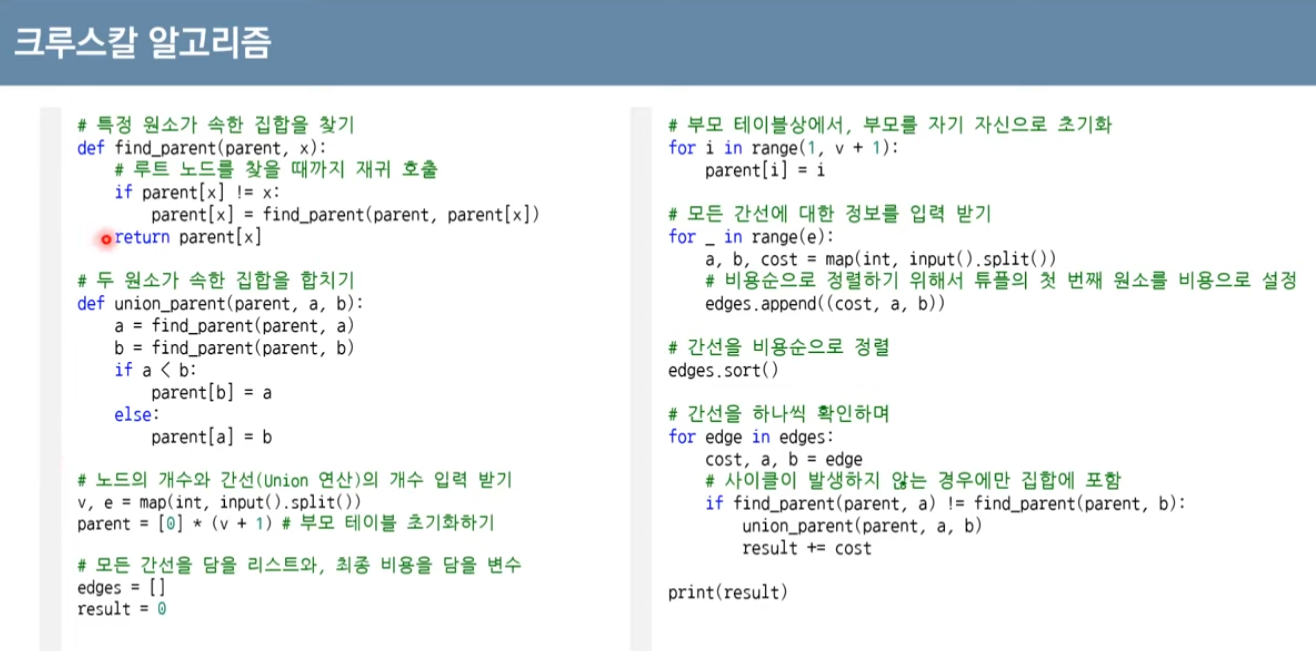 크루스칼 알고리즘
# 특정 원소가 속한 집합을 찾기
def find_parent(parent, x):
# 루트 노드를 찾을 때까지 재귀 호출
if parent[x] != x:
parent[x] = find_parent(parent, parent[x])
return parent[x]
# 두 원소가 속한 집합을 합치기
def union_parent(parent, a, b):
a = find_parent(parent, a)
b = find_parent(parent, b)
if a < b:
parent[b] = a
else:
parent[a] = b
# 노드의 개수와 간선(Union 연산)의 개수 입력 받기
v, e = map(int, input().split())
parent = [0] * (v + 1) # 부모 테이블 초기화하기
# 모든 간선을 담을 리스트와, 최종 비용을 담을 변수
edges = []
result = 0
# 부모 테이블상에서, 부모를 자기 자신으로 초기화
for i in range(1, v + 1):
parent[i] = i
# 모든 간선에 대한 정보를 입력 받기
for _ in range(e):
a, b, cost = map(int, input().split())
# 비용순으로 정렬하기 위해서 튜플의 첫 번째 원소를 비용으로 설정
edges.append((cost, a, b))
# 간선을 비용순으로 정렬
edges.sort()
# 간선을 하나씩 확인하며
for edge in edges:
cost, a, b = edge
# 사이클이 발생하지 않는 경우에만 집합에 포함
if find_parent(parent, a) != find_parent(parent, b):
union_parent(parent, a, b)
result += cost
print(result)